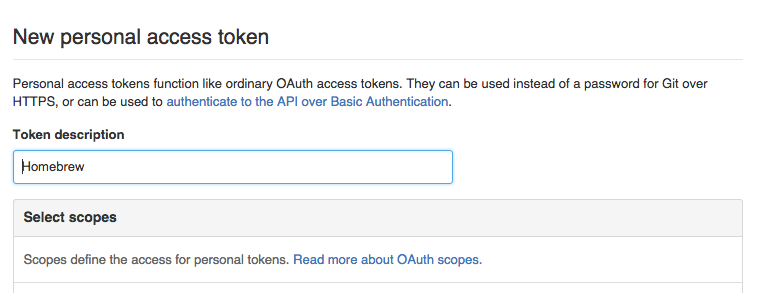 New personal access token
Personal access tokens function like ordinary OAuth access tokens. They can be used instead of a password for Git over
HTTPS, or can be used to authenticate to the API over Basic Authentication.
Token description
Homebrew
Select scopes
Scopes define the access for personal tokens. Read more about OAuth scopes.